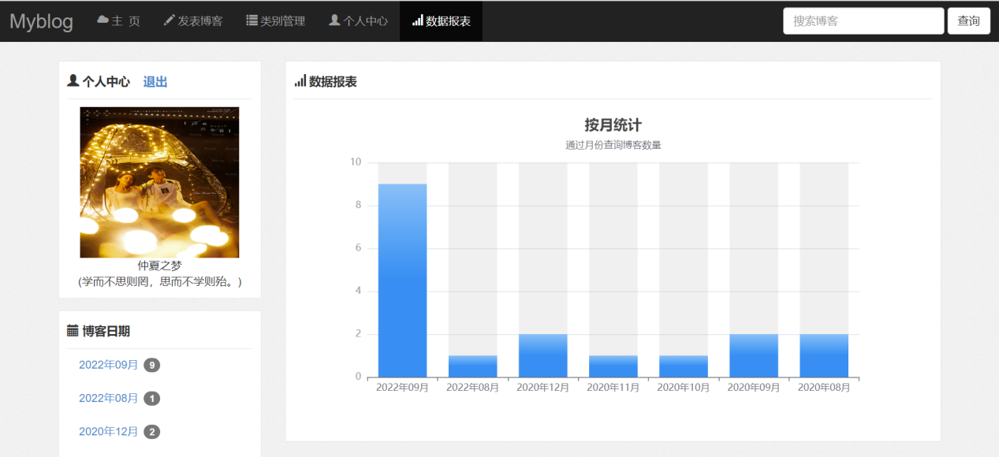 Myblog 主 页 发表博客 类别管理 个人中心 数据报表 搜索博客 查询
个人中心 退出
仲夏之梦
(学而不思则罔，思而不学则殆。)
博客日期
2022年09月 9
2022年08月 1
2020年12月 2
数据报表
按月统计
通过月份查询博客数量
10
8
6
4
2
0
2022年09月 2022年08月 2020年12月 2020年11月 2020年10月 2020年09月 2020年08月